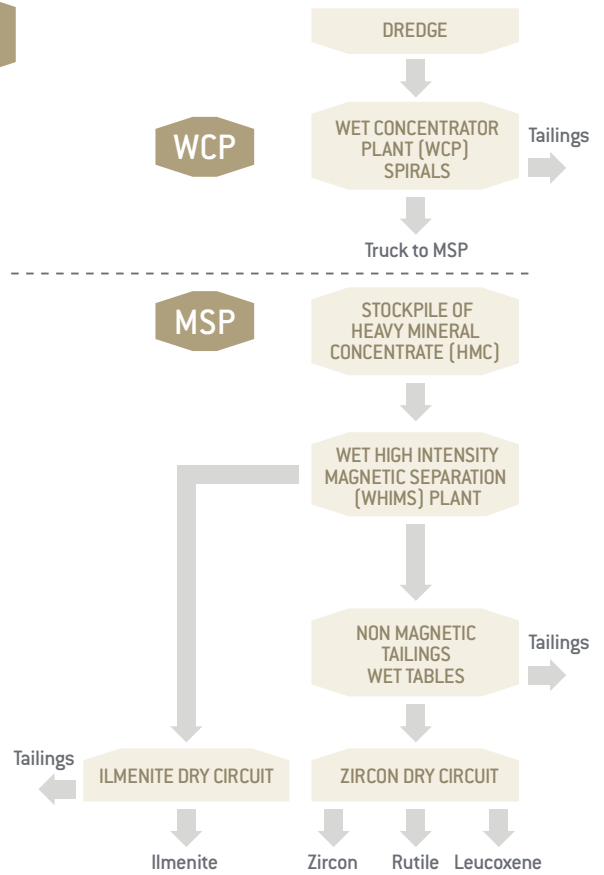 DREDGE
WCP
WET CONCENTRATOR
PLANT (WCP)
SPIRALS
Tailings
Truck to MSP
MSP
STOCKPILE OF
HEAVY MINERAL
CONCENTRATE (HMC)
WET HIGH INTENSITY
MAGNETIC SEPARATION
(WHIMS) PLANT
NON MAGNETIC
TAILINGS
WET TABLES
Tailings
Tailings
ILMENITE DRY CIRCUIT
ZIRCON DRY CIRCUIT
Ilmenite
Zircon
Rutile
Leucoxene